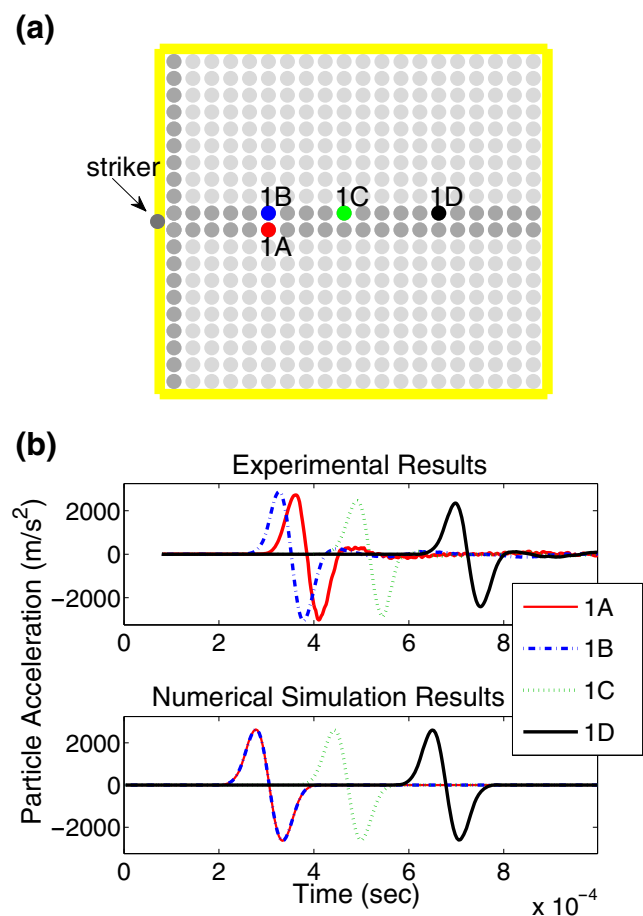 (a)
striker
1B
1C
1D
1A
(b)
Experimental Results
Particle Acceleration (m/s²)
2000
0
−2000
0
2
4
6
8
1A
1B
1C
1D
Numerical Simulation Results
2000
0
−2000
0
2
4
6
8
Time (sec)
x 10⁻⁴